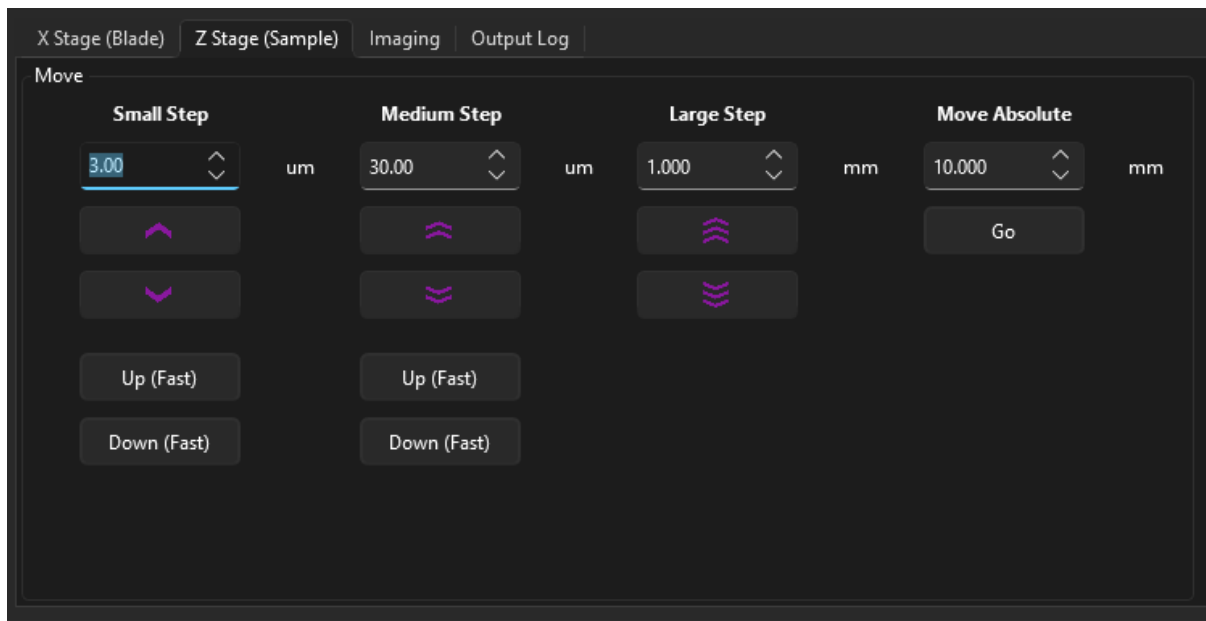 X Stage (Blade) Z Stage (Sample) Imaging Output Log
Move
Small Step Medium Step Large Step Move Absolute
3.00 um 30.00 um 1.000 mm 10.000 mm
Go
Up (Fast) Up (Fast)
Down (Fast) Down (Fast)